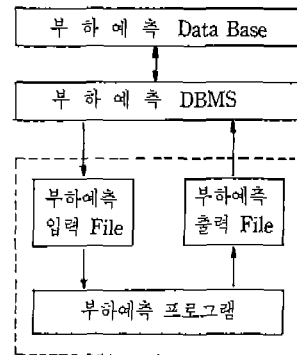 부 하 예 측 Data Base
부 하 예 측 DBMS
부하예측
입력 File
부하예측
출력 File
부하예측 프로그램